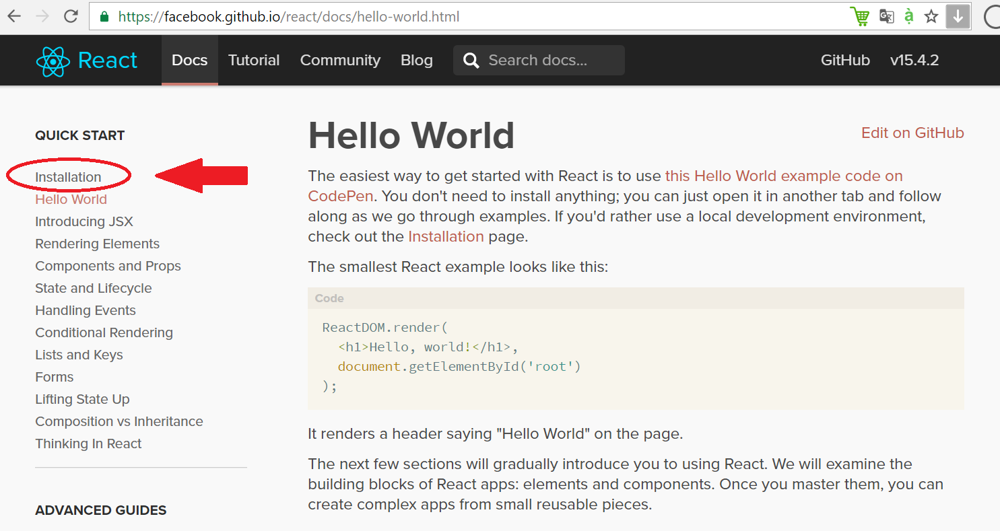 https://facebook.github.io/react/docs/hello-world.html
React
Docs
Tutorial
Community
Blog
Search docs...
GitHub
v15.4.2
QUICK START
Installation
Hello World
Introducing JSX
Rendering Elements
Components and Props
State and Lifecycle
Handling Events
Conditional Rendering
Lists and Keys
Forms
Lifting State Up
Composition vs Inheritance
Thinking In React
ADVANCED GUIDES
Hello World
Edit on GitHub
The easiest way to get started with React is to use this Hello World example code on
CodePen. You don't need to install anything; you can just open it in another tab and follow
along as we go through examples. If you'd rather use a local development environment,
check out the Installation page.
The smallest React example looks like this:
Code
ReactDOM.render(
  <h1>Hello, world!</h1>,
  document.getElementById('root')
);
It renders a header saying "Hello World" on the page.
The next few sections will gradually introduce you to using React. We will examine the
building blocks of React apps: elements and components. Once you master them, you can
create complex apps from small reusable pieces.